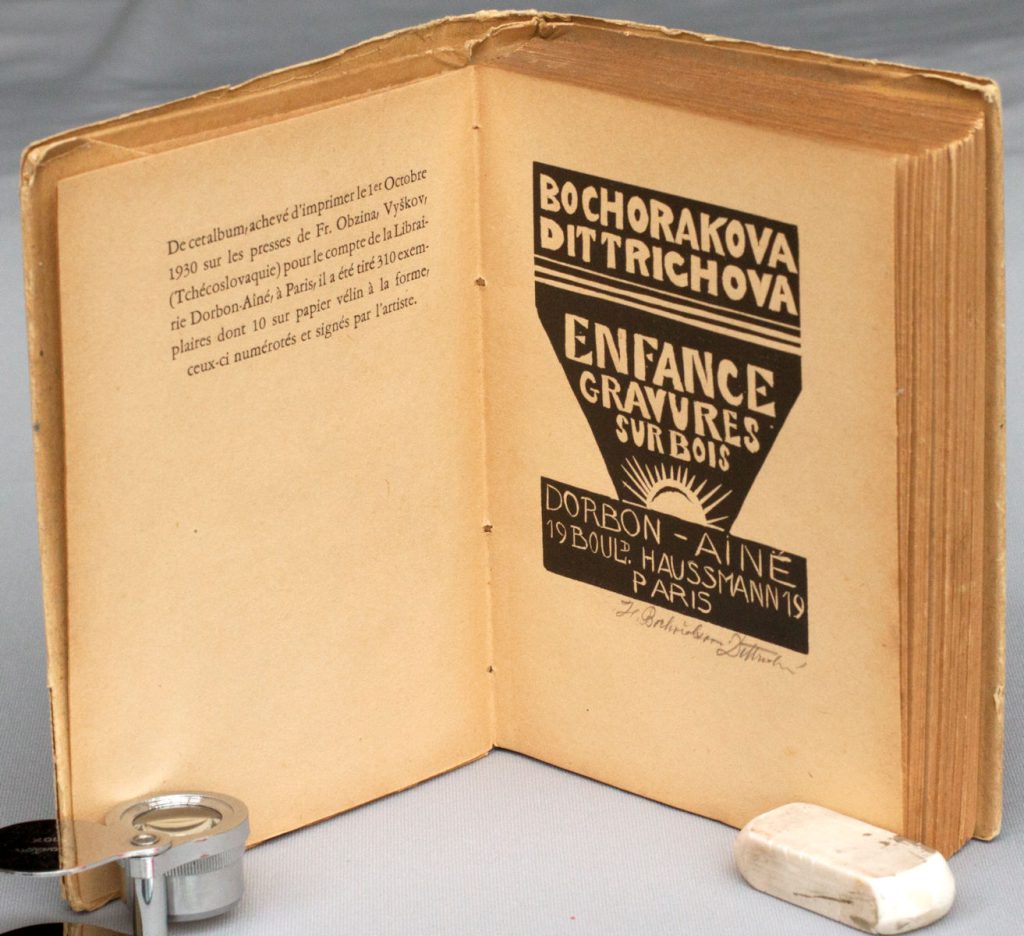 De cet album, achevé d'imprimer le 1er Octobre
1930 sur les presses de Fr. Obzina, Vyškov,
(Tchécoslovaquie) pour le compte de la Librai-
rie Dorbon-Aîné, à Paris, il a été tiré 310 exem-
plaires dont 10 sur papier vélin à la forme,
ceux-ci numérotés et signés par l'artiste.
BOCHORAKOVA
DITTRICHOVA
ENFANCE
GRAVURES
SUR BOIS
DORBON - AINÉ
19 BOULD. HAUSSMANN 19
PARIS
10X